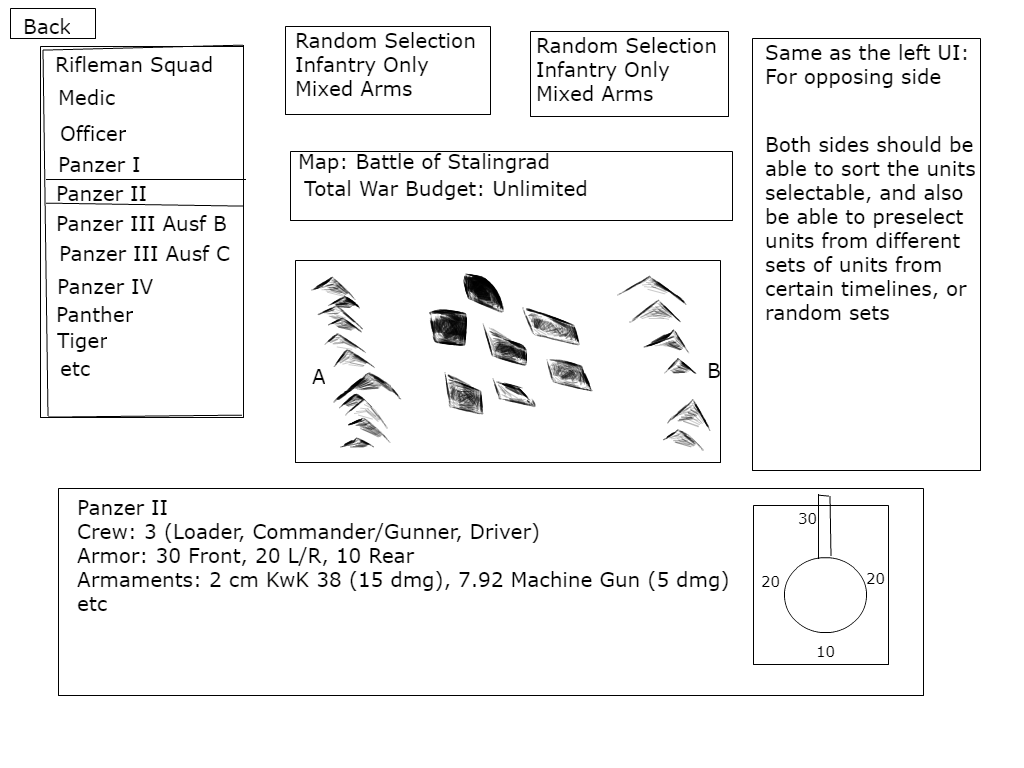 Back
Rifleman Squad
Medic
Officer
Panzer I
Panzer II
Panzer III Ausf B
Panzer III Ausf C
Panzer IV
Panther
Tiger
etc
Random Selection
Infantry Only
Mixed Arms
Random Selection
Infantry Only
Mixed Arms
Same as the left UI:
For opposing side
Both sides should be
able to sort the units
selectable, and also
be able to preselect
units from different
sets of units from
certain timelines, or
random sets
Map: Battle of Stalingrad
Total War Budget: Unlimited
A
B
Panzer II
Crew: 3 (Loader, Commander/Gunner, Driver)
Armor: 30 Front, 20 L/R, 10 Rear
Armaments: 2 cm KwK 38 (15 dmg), 7.92 Machine Gun (5 dmg)
etc
30
20
20
10